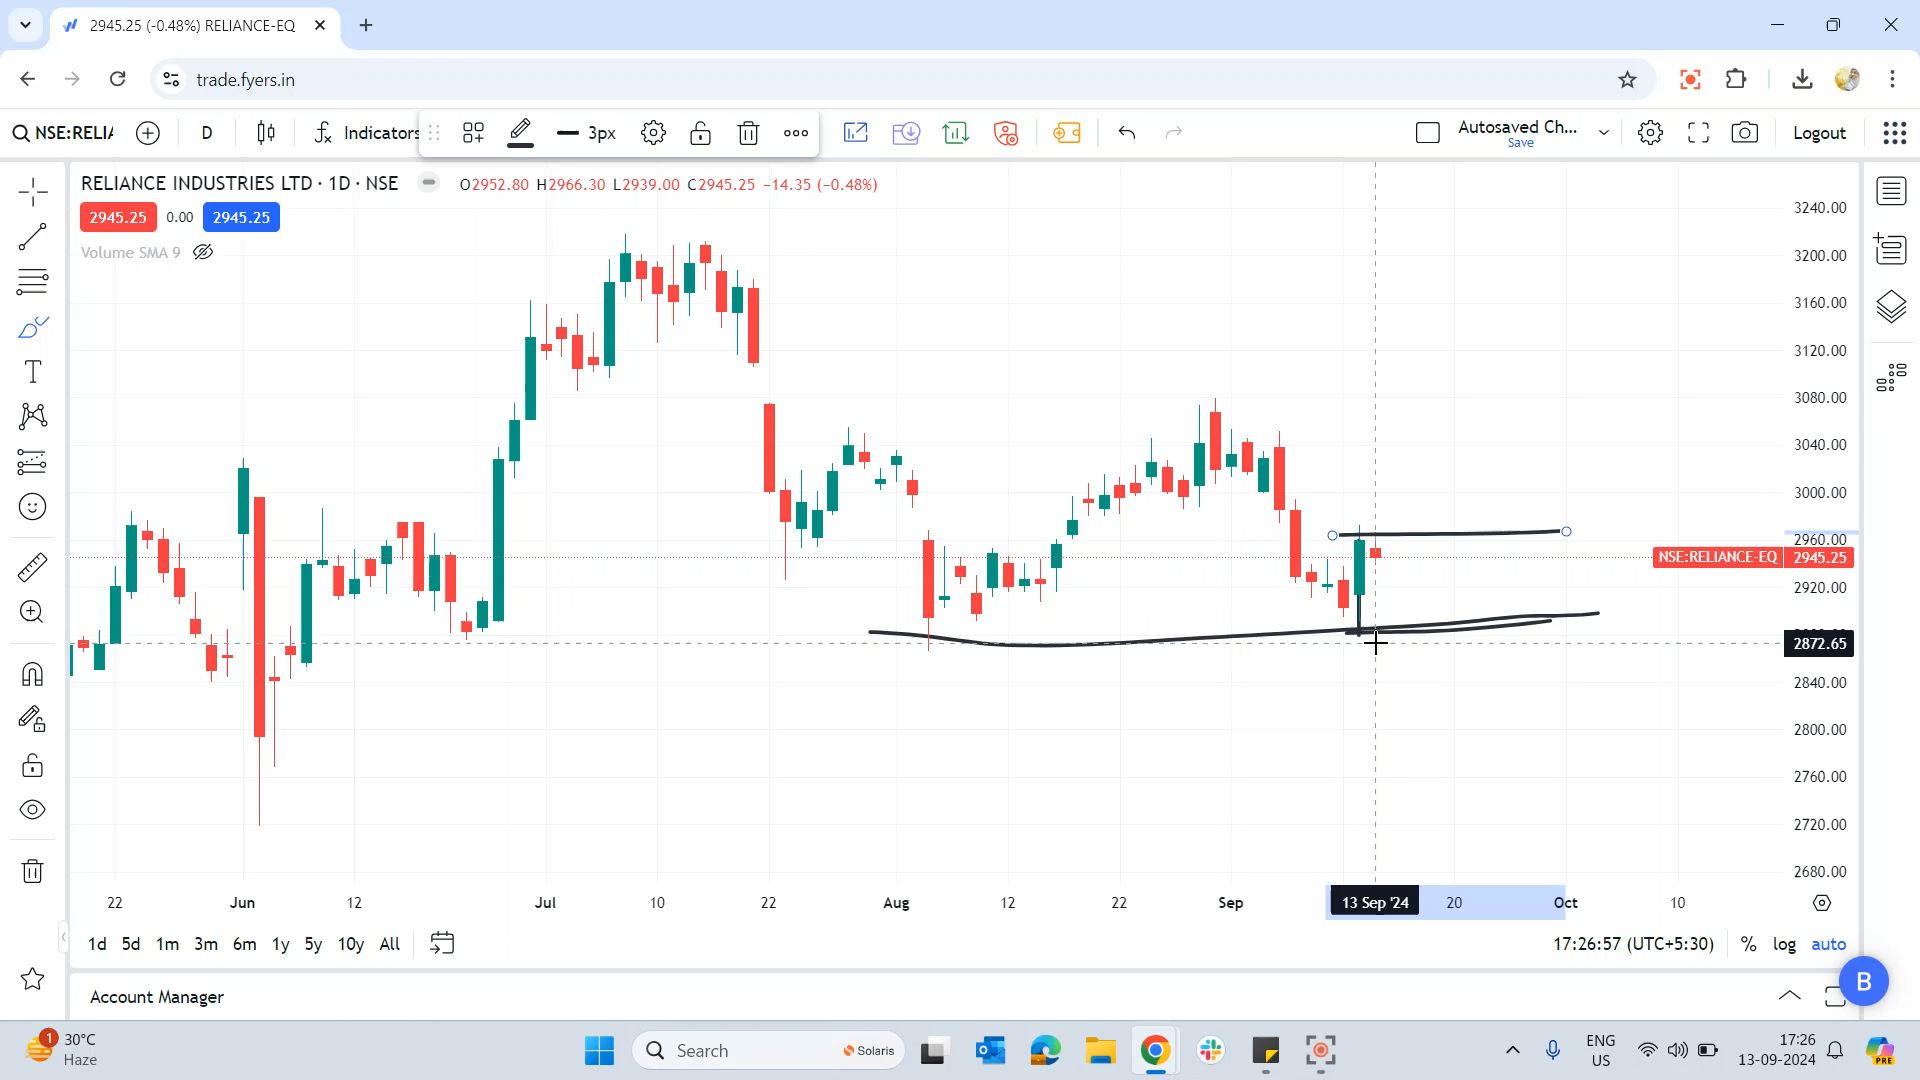 2945.25 (-0.48%) RELIANCE-EQ
trade.fyers.in
NSE:RELIA
D
Indicators
3px
Autosaved Ch...
Save
Logout
RELIANCE INDUSTRIES LTD · 1D · NSE
O2952.80 H2966.30 L2939.00 C2945.25 −14.35 (−0.48%)
2945.25 0.00 2945.25
Volume SMA 9
3240.00
3200.00
3160.00
3120.00
3080.00
3040.00
3000.00
2960.00
NSE:RELIANCE-EQ 2945.25
2920.00
2872.65
2840.00
2800.00
2760.00
2720.00
2680.00
22 Jun 12 Jul 10 22 Aug 12 22 Sep 13 Sep '24 20 Oct 10
1d 5d 1m 3m 6m 1y 5y 10y All
17:26:57 (UTC+5:30) % log auto
B
Account Manager
1
30°C
Haze
Search
Solaris
ENG
US
17:26
13-09-2024
PRE